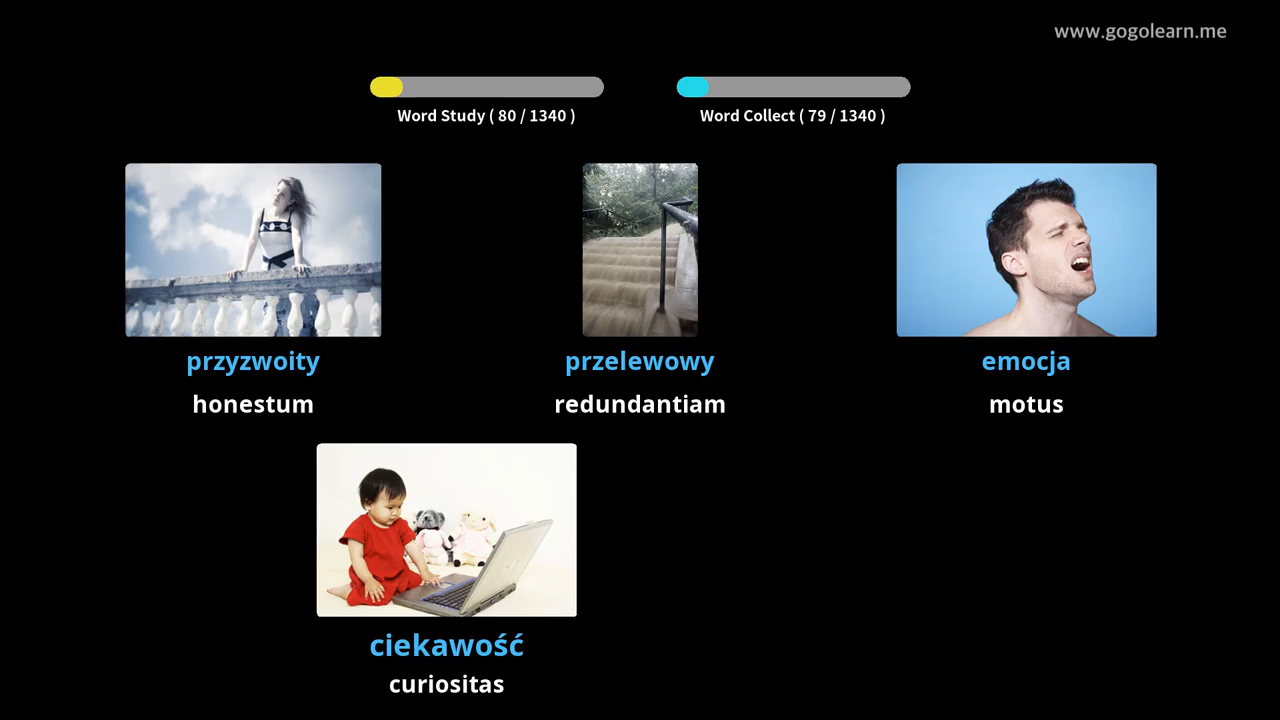 www.gogolearn.me
Word Study ( 80 / 1340 )
Word Collect ( 79 / 1340 )
przyzwoity
przelewowy
emocja
honestum
redundantiam
motus
ciekawość
curiositas